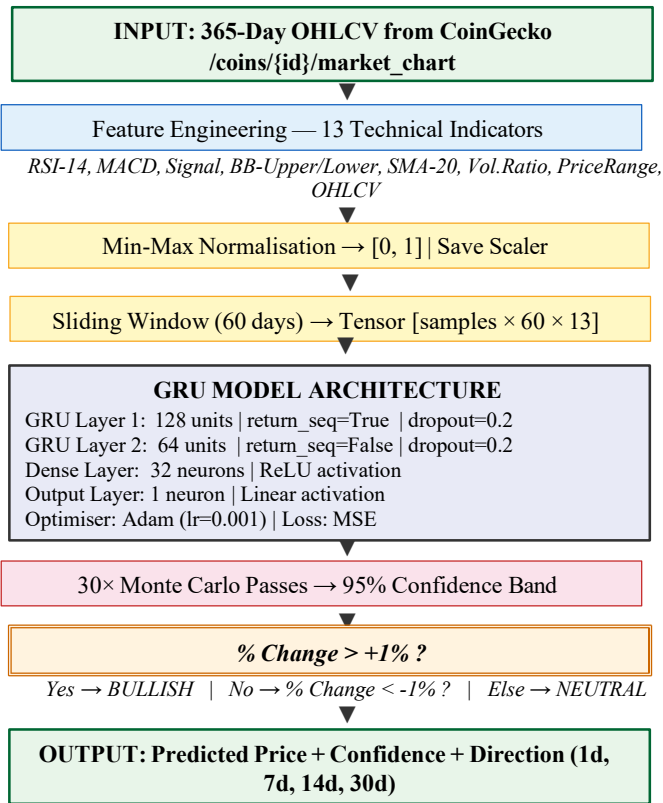 INPUT: 365-Day OHLCV from CoinGecko
/coins/{id}/market_chart
Feature Engineering — 13 Technical Indicators
RSI-14, MACD, Signal, BB-Upper/Lower, SMA-20, Vol.Ratio, PriceRange,
OHLCV
Min-Max Normalisation → [0, 1] | Save Scaler
Sliding Window (60 days) → Tensor [samples × 60 × 13]
GRU MODEL ARCHITECTURE
GRU Layer 1: 128 units | return_seq=True | dropout=0.2
GRU Layer 2: 64 units | return_seq=False | dropout=0.2
Dense Layer: 32 neurons | ReLU activation
Output Layer: 1 neuron | Linear activation
Optimiser: Adam (lr=0.001) | Loss: MSE
30× Monte Carlo Passes → 95% Confidence Band
% Change > +1% ?
Yes → BULLISH | No → % Change < -1% ? | Else → NEUTRAL
OUTPUT: Predicted Price + Confidence + Direction (1d,
7d, 14d, 30d)